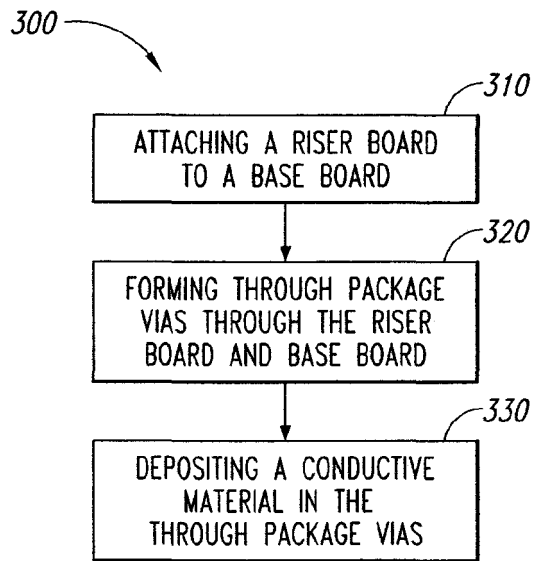 300
310
ATTACHING A RISER BOARD
TO A BASE BOARD
320
FORMING THROUGH PACKAGE
VIAS THROUGH THE RISER
BOARD AND BASE BOARD
330
DEPOSITING A CONDUCTIVE
MATERIAL IN THE
THROUGH PACKAGE VIAS